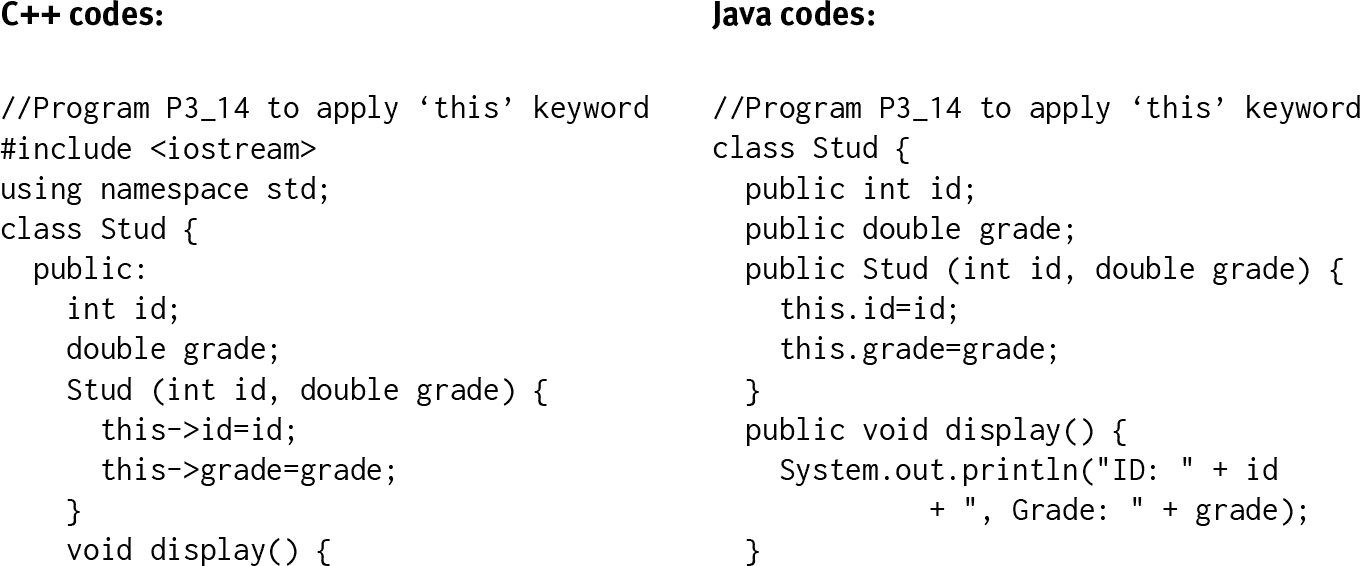 C++ codes:
//Program P3_14 to apply ‘this’ keyword
#include <iostream>
using namespace std;
class Stud {
  public:
    int id;
    double grade;
    Stud (int id, double grade) {
      this->id=id;
      this->grade=grade;
    }
    void display() {
Java codes:
//Program P3_14 to apply ‘this’ keyword
class Stud {
  public int id;
  public double grade;
  public Stud (int id, double grade) {
    this.id=id;
    this.grade=grade;
  }
  public void display() {
    System.out.println("ID: " + id
             + ", Grade: " + grade);
  }